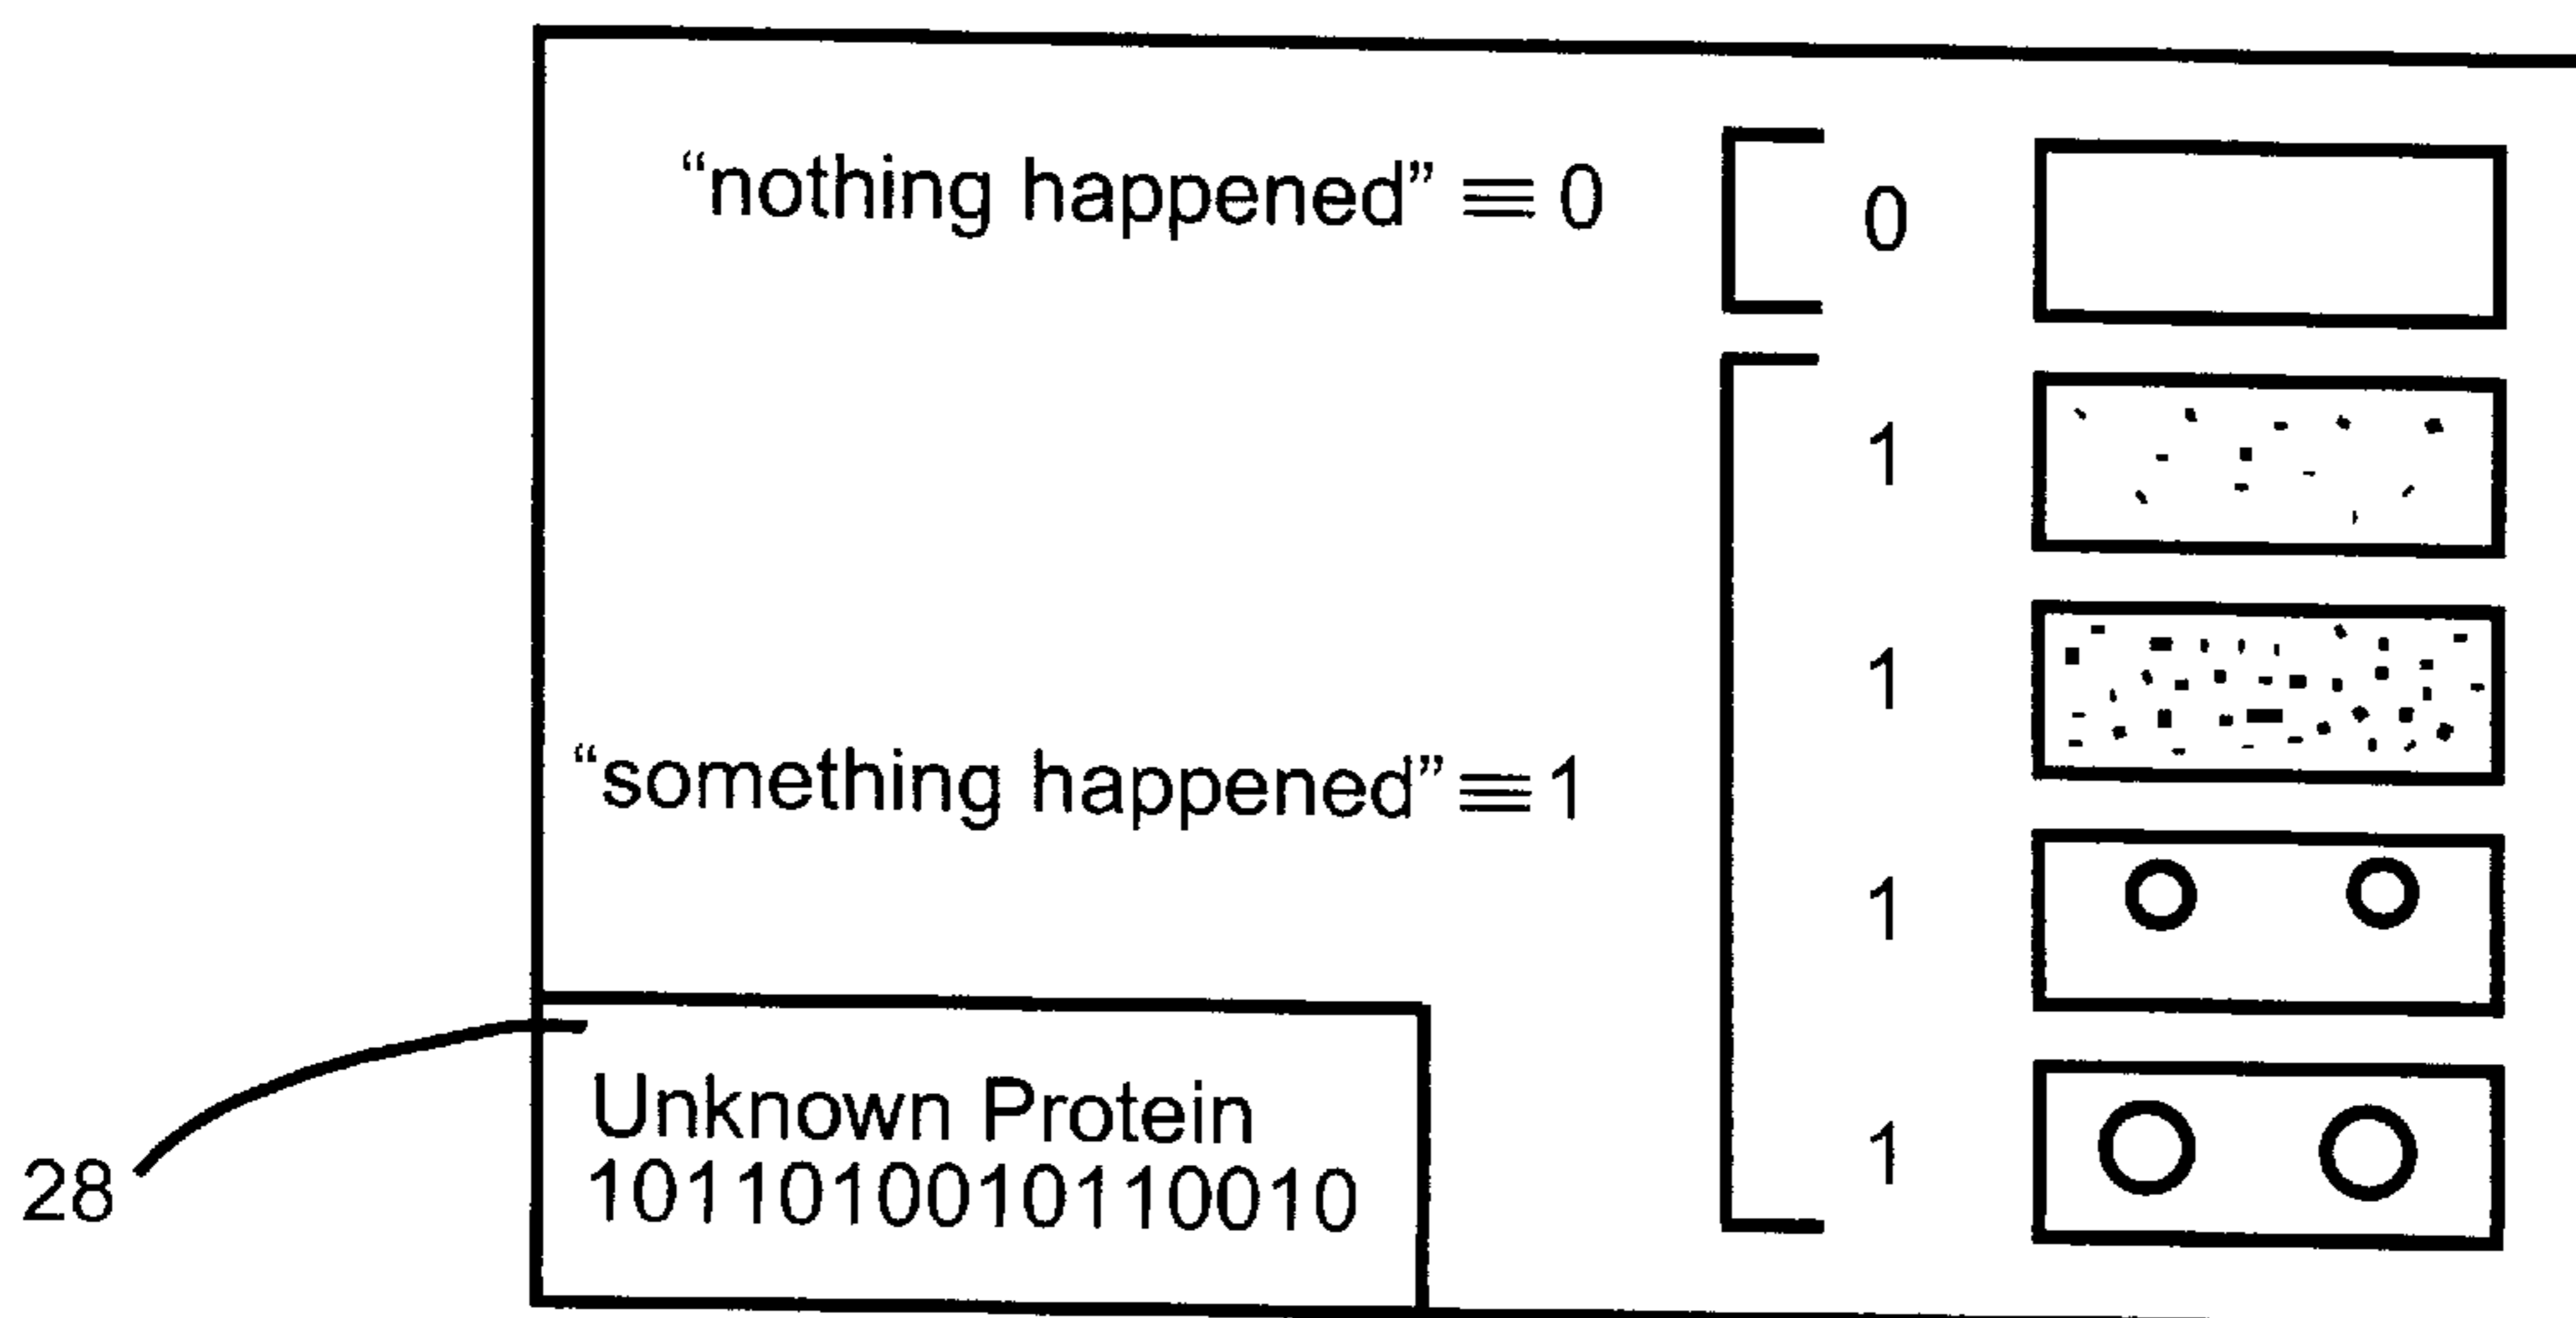 “nothing happened” ≡ 0
0
1
1
“something happened” ≡ 1
1
1
Unknown Protein
1011010010110010
28